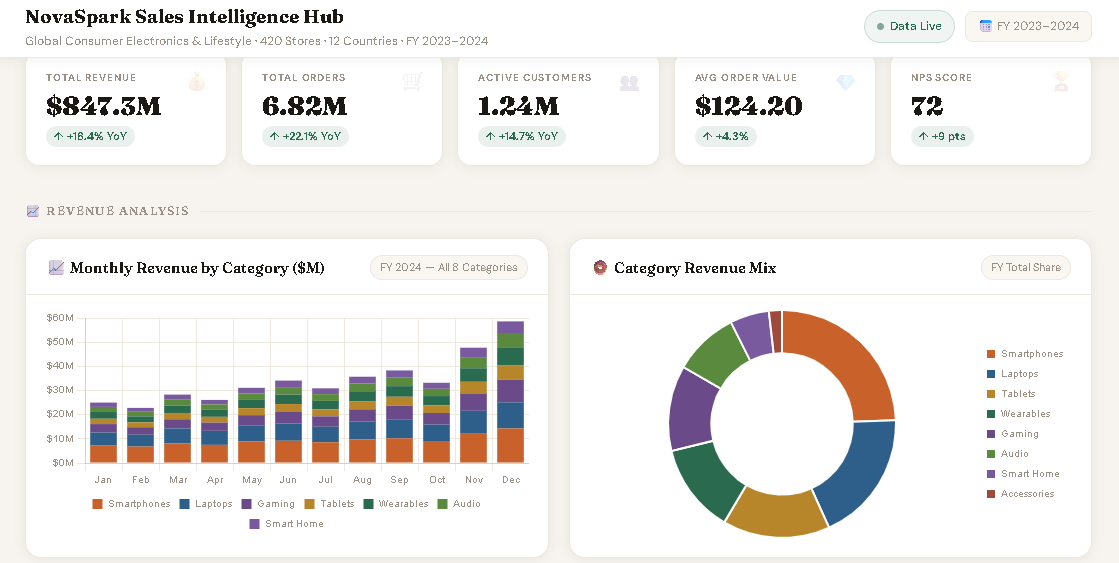 NovaSpark Sales Intelligence Hub
Global Consumer Electronics & Lifestyle · 420 Stores · 12 Countries · FY 2023–2024
Data Live
FY 2023–2024
TOTAL REVENUE
$847.3M
↑ +18.4% YoY
TOTAL ORDERS
6.82M
↑ +22.1% YoY
ACTIVE CUSTOMERS
1.24M
↑ +14.7% YoY
AVG ORDER VALUE
$124.20
↑ +4.3%
NPS SCORE
72
↑ +9 pts
REVENUE ANALYSIS
Monthly Revenue by Category ($M)
FY 2024 — All 8 Categories
$60M
$50M
$40M
$30M
$20M
$10M
$0M
Jan Feb Mar Apr May Jun Jul Aug Sep Oct Nov Dec
Smartphones Laptops Gaming Tablets Wearables Audio
Smart Home
Category Revenue Mix
FY Total Share
Smartphones
Laptops
Tablets
Wearables
Gaming
Audio
Smart Home
Accessories